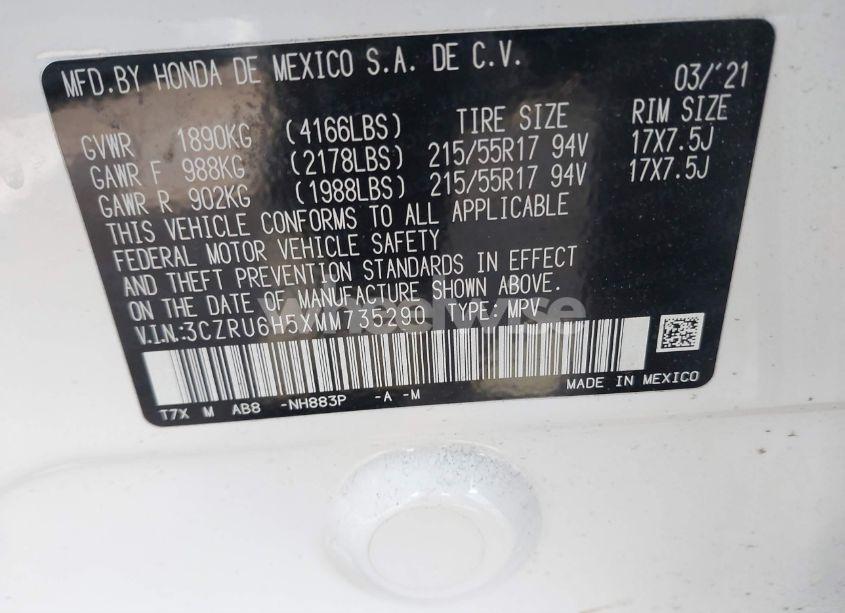 MFD.BY HONDA DE MEXICO S.A. DE C.V. 03/'21
GVWR 1890KG (4166LBS) TIRE SIZE RIM SIZE
GAWR F 988KG (2178LBS) 215/55R17 94V 17X7.5J
GAWR R 902KG (1988LBS) 215/55R17 94V 17X7.5J
THIS VEHICLE CONFORMS TO ALL APPLICABLE
FEDERAL MOTOR VEHICLE SAFETY
AND THEFT PREVENTION STANDARDS IN EFFECT
ON THE DATE OF MANUFACTURE SHOWN ABOVE.
V.I.N.:3CZRU6H5XMM735290 TYPE: MPV
wheelwise
MADE IN MEXICO
T7X M AB8 -NH883P -A -M